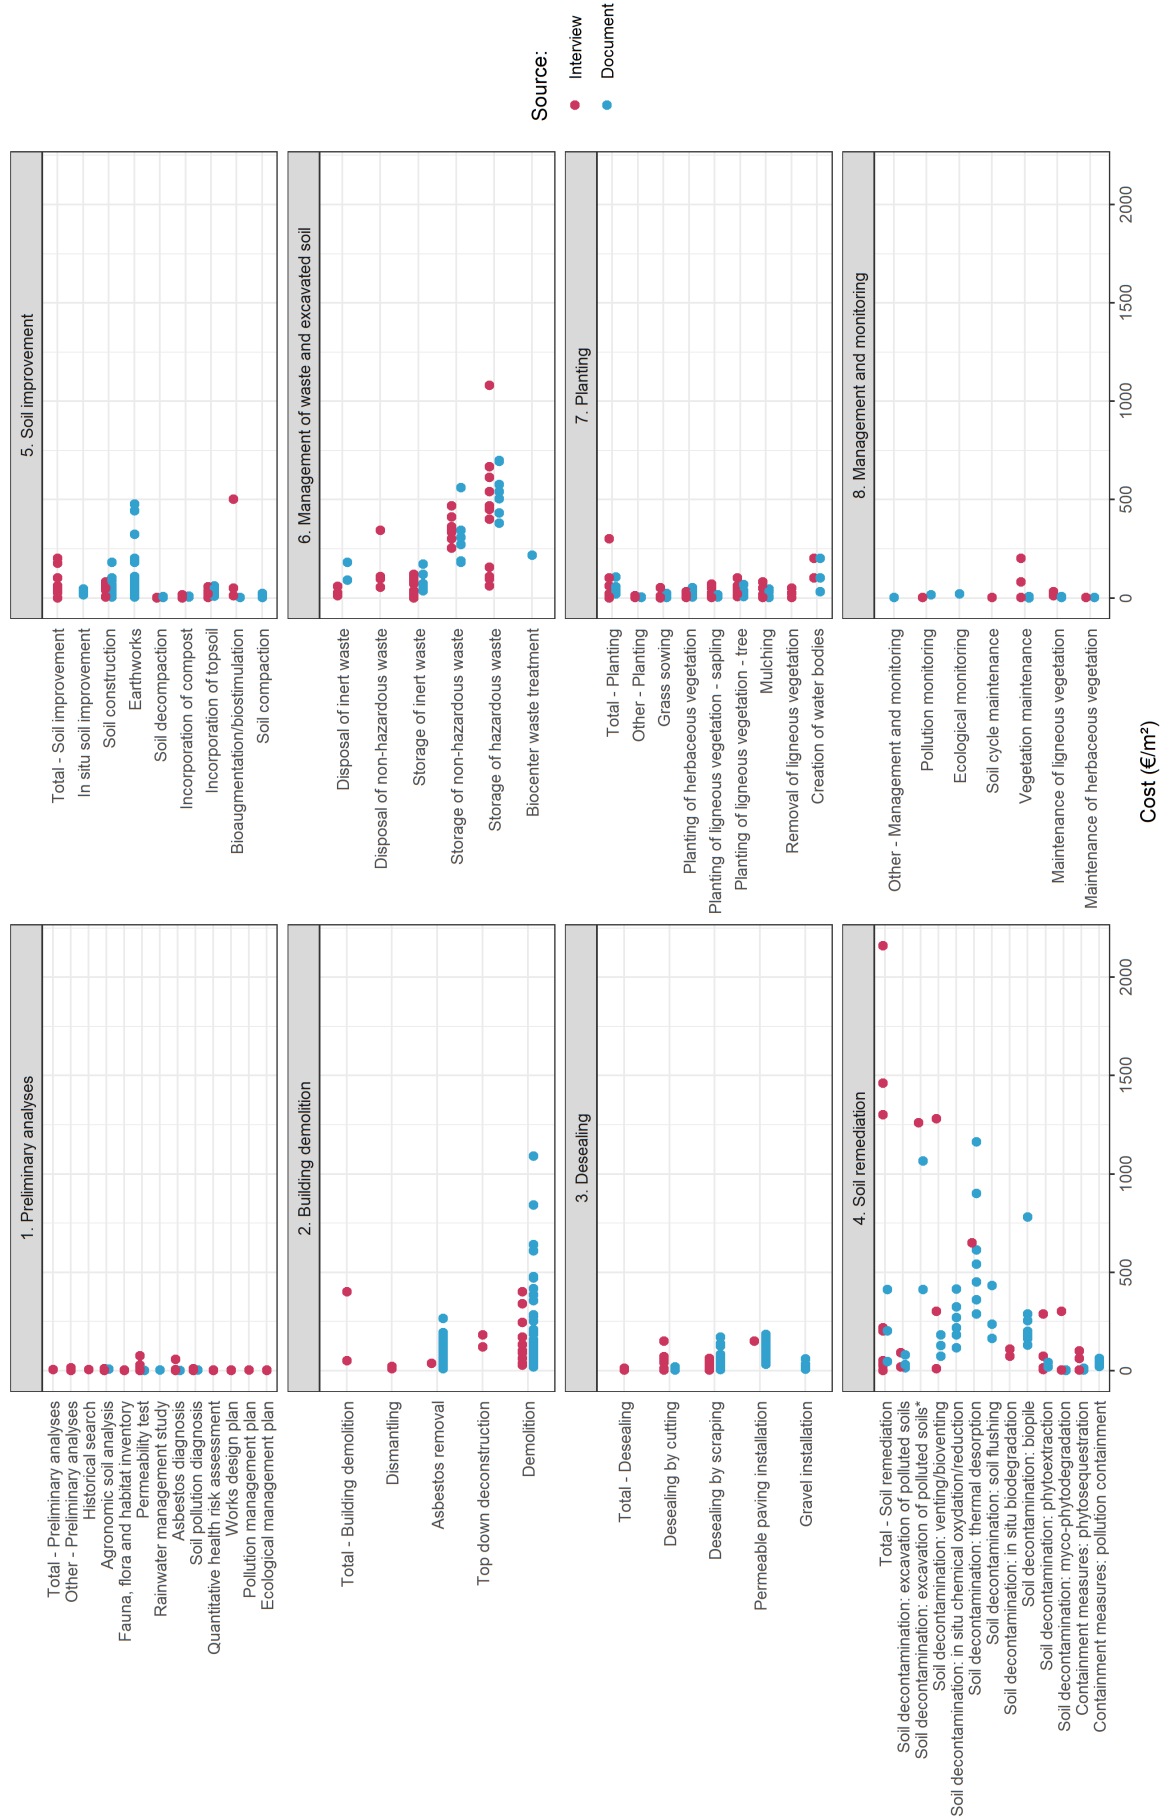 1. Preliminary analyses
Total - Preliminary analyses
Other - Preliminary analyses
Historical search
Agronomic soil analysis
Fauna, flora and habitat inventory
Permeability test
Rainwater management study
Asbestos diagnosis
Soil pollution diagnosis
Quantitative health risk assessment
Works design plan
Pollution management plan
Ecological management plan
2. Building demolition
Total - Building demolition
Dismantling
Asbestos removal
Top down deconstruction
Demolition
3. Desealing
Total - Desealing
Desealing by cutting
Desealing by scraping
Permeable paving installation
Gravel installation
4. Soil remediation
Total - Soil remediation
Soil decontamination: excavation of polluted soils
Soil decontamination: excavation of polluted soils*
Soil decontamination: venting/bioventing
Soil decontamination: in situ chemical oxydation/reduction
Soil decontamination: thermal desorption
Soil decontamination: soil flushing
Soil decontamination: in situ biodegradation
Soil decontamination: biopile
Soil decontamination: phytoextraction
Soil decontamination: myco-phytodegradation
Containment measures: phytosequestration
Containment measures: pollution containment
0 500 1000 1500 2000
5. Soil improvement
Total - Soil improvement
In situ soil improvement
Soil construction
Earthworks
Soil decompaction
Incorporation of compost
Incorporation of topsoil
Bioaugmentation/biostimulation
Soil compaction
6. Management of waste and excavated soil
Disposal of inert waste
Disposal of non-hazardous waste
Storage of inert waste
Storage of non-hazardous waste
Storage of hazardous waste
Biocenter waste treatment
7. Planting
Total - Planting
Other - Planting
Grass sowing
Planting of herbaceous vegetation
Planting of ligneous vegetation - sapling
Planting of ligneous vegetation - tree
Mulching
Removal of ligneous vegetation
Creation of water bodies
8. Management and monitoring
Other - Management and monitoring
Pollution monitoring
Ecological monitoring
Soil cycle maintenance
Vegetation maintenance
Maintenance of ligneous vegetation
Maintenance of herbaceous vegetation
0 500 1000 1500 2000
Cost (€/m²)
Source:
Interview
Document